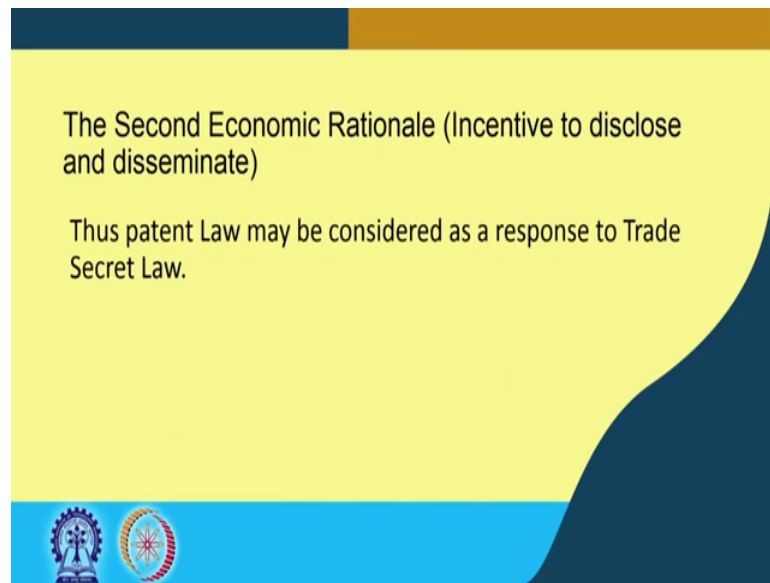 The Second Economic Rationale (Incentive to disclose
and disseminate)
Thus patent Law may be considered as a response to Trade
Secret Law.